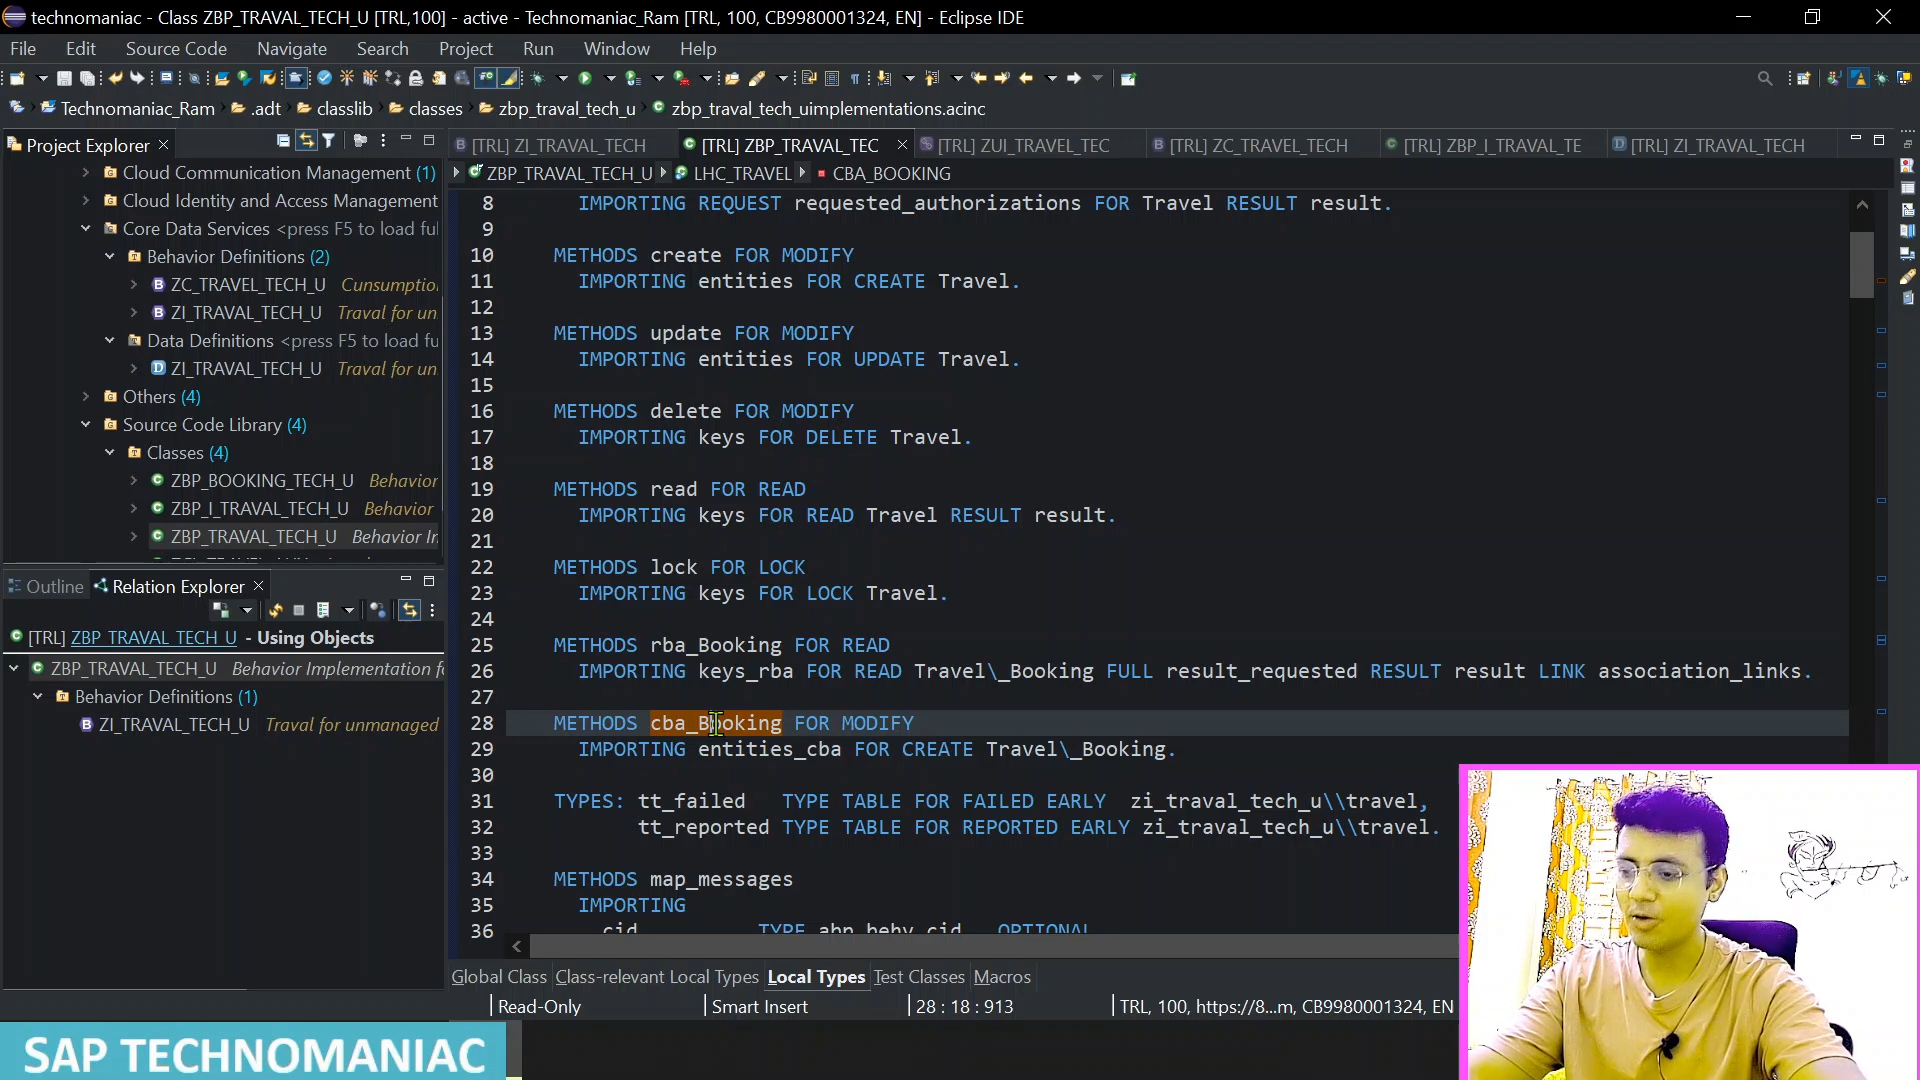 technomaniac - Class ZBP_TRAVAL_TECH_U [TRL,100] - active - Technomaniac_Ram [TRL, 100, CB9980001324, EN] - Eclipse IDE
File Edit Source Code Navigate Search Project Run Window Help
Technomaniac_Ram .adt classlib classes zbp_traval_tech_u zbp_traval_tech_uimplementations.acinc
Project Explorer
Cloud Communication Management (1)
Cloud Identity and Access Management
Core Data Services <press F5 to load ful
Behavior Definitions (2)
ZC_TRAVEL_TECH_U Cunsumptio
ZI_TRAVAL_TECH_U Traval for un
Data Definitions <press F5 to load fu
ZI_TRAVAL_TECH_U Traval for un
Others (4)
Source Code Library (4)
Classes (4)
ZBP_BOOKING_TECH_U Behavior
ZBP_I_TRAVAL_TECH_U Behavior
ZBP_TRAVAL_TECH_U Behavior Ir
Outline Relation Explorer
[TRL] ZBP_TRAVAL_TECH_U - Using Objects
ZBP_TRAVAL_TECH_U Behavior Implementation fo
Behavior Definitions (1)
ZI_TRAVAL_TECH_U Traval for unmanaged
[TRL] ZI_TRAVAL_TECH [TRL] ZBP_TRAVAL_TEC [TRL] ZUI_TRAVEL_TEC [TRL] ZC_TRAVEL_TECH [TRL] ZBP_I_TRAVAL_TE [TRL] ZI_TRAVAL_TECH
ZBP_TRAVAL_TECH_U LHC_TRAVEL CBA_BOOKING
8 IMPORTING REQUEST requested_authorizations FOR Travel RESULT result.
9
10 METHODS create FOR MODIFY
11 IMPORTING entities FOR CREATE Travel.
12
13 METHODS update FOR MODIFY
14 IMPORTING entities FOR UPDATE Travel.
15
16 METHODS delete FOR MODIFY
17 IMPORTING keys FOR DELETE Travel.
18
19 METHODS read FOR READ
20 IMPORTING keys FOR READ Travel RESULT result.
21
22 METHODS lock FOR LOCK
23 IMPORTING keys FOR LOCK Travel.
24
25 METHODS rba_Booking FOR READ
26 IMPORTING keys_rba FOR READ Travel\_Booking FULL result_requested RESULT result LINK association_links.
27
28 METHODS cba_Booking FOR MODIFY
29 IMPORTING entities_cba FOR CREATE Travel\_Booking.
30
31 TYPES: tt_failed TYPE TABLE FOR FAILED EARLY zi_traval_tech_u\\travel,
32 tt_reported TYPE TABLE FOR REPORTED EARLY zi_traval_tech_u\\travel.
33
34 METHODS map_messages
35 IMPORTING
36 cid TYPE abp_behv_cid OPTIONAL
Global Class Class-relevant Local Types Local Types Test Classes Macros
Read-Only Smart Insert 28 : 18 : 913 TRL, 100, https://8...m, CB9980001324, EN
SAP TECHNOMANIAC